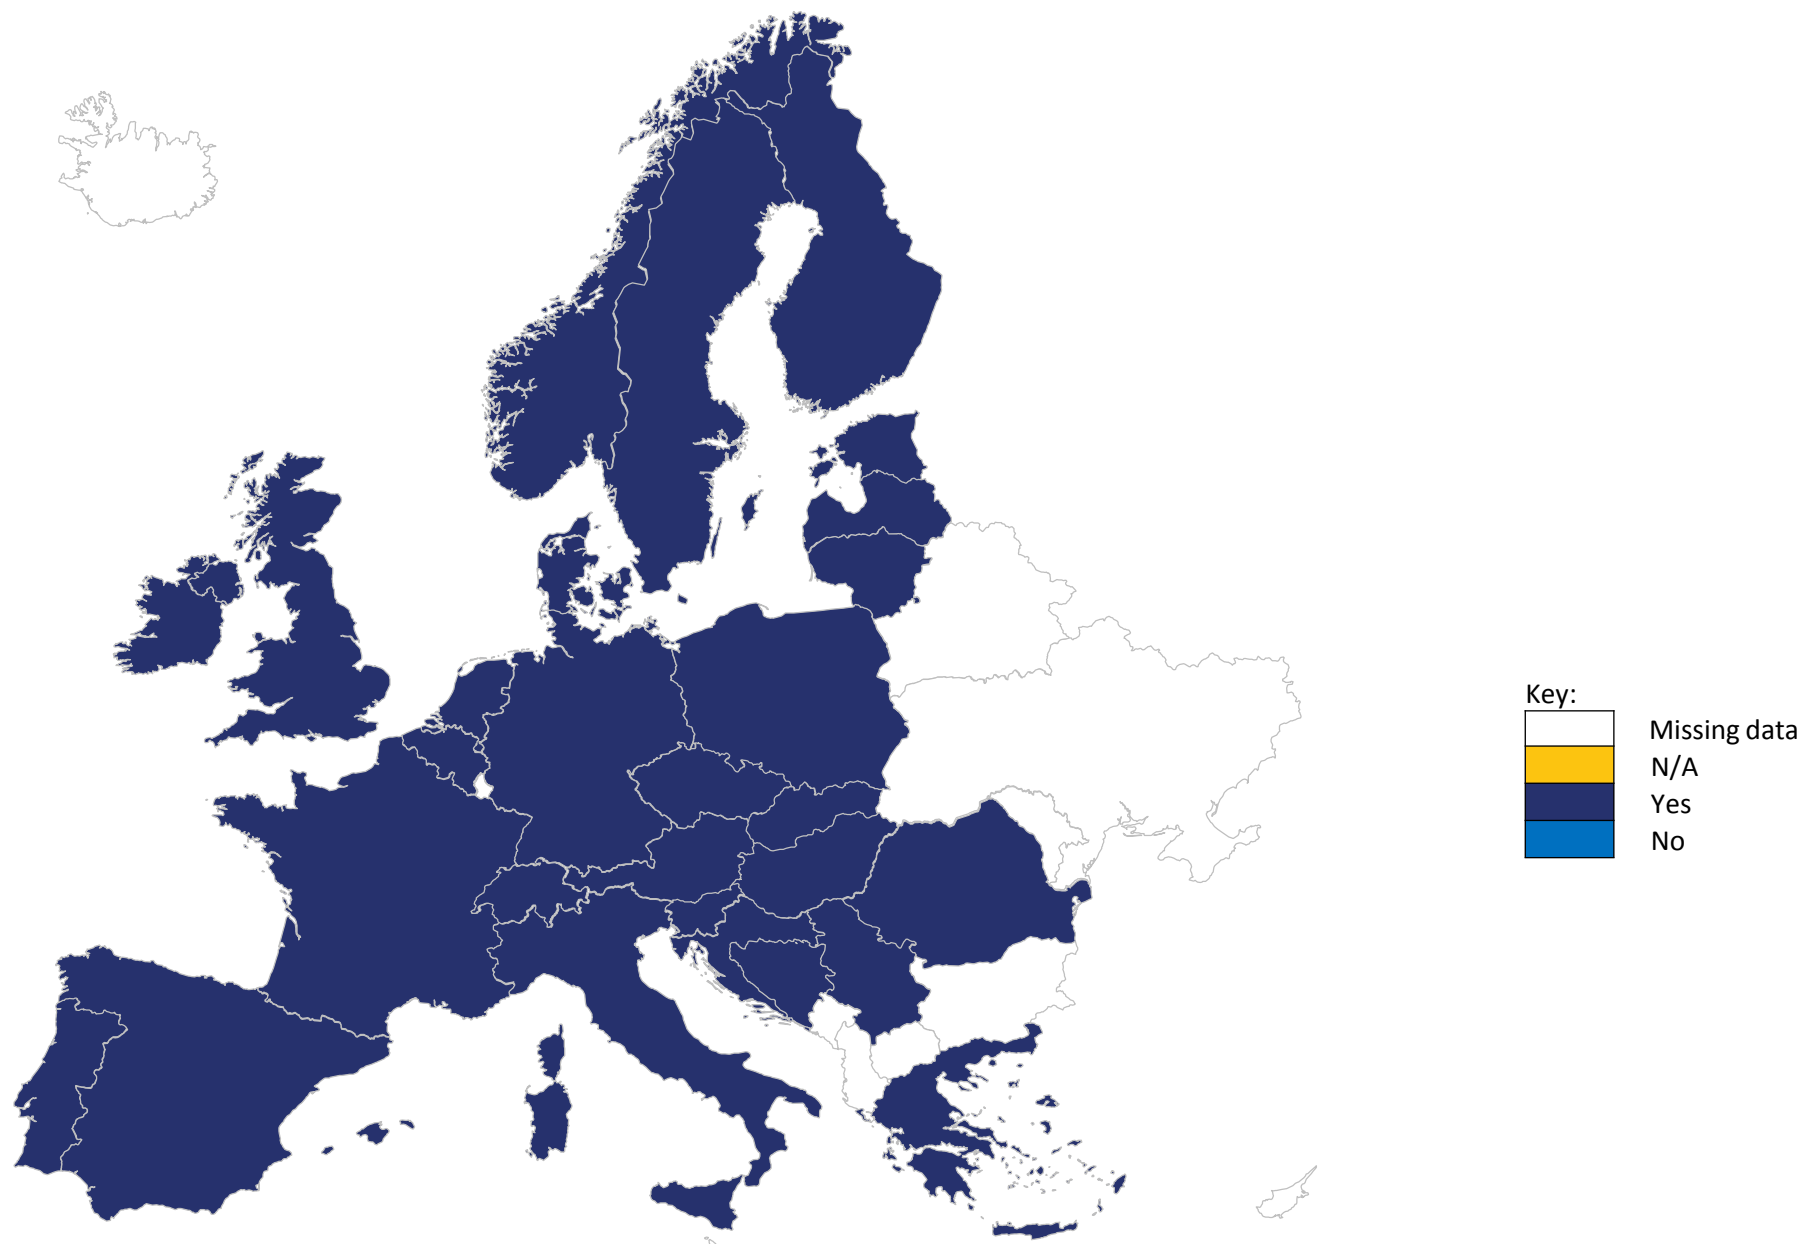 Key:
Missing data
N/A
Yes
No